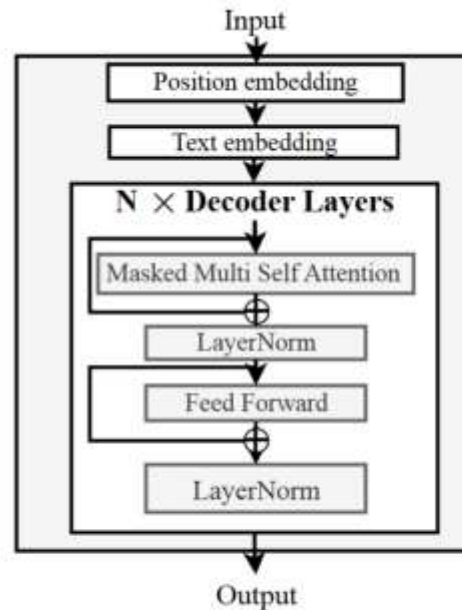 Input
Position embedding
Text embedding
N × Decoder Layers
Masked Multi Self Attention
LayerNorm
Feed Forward
LayerNorm
Output